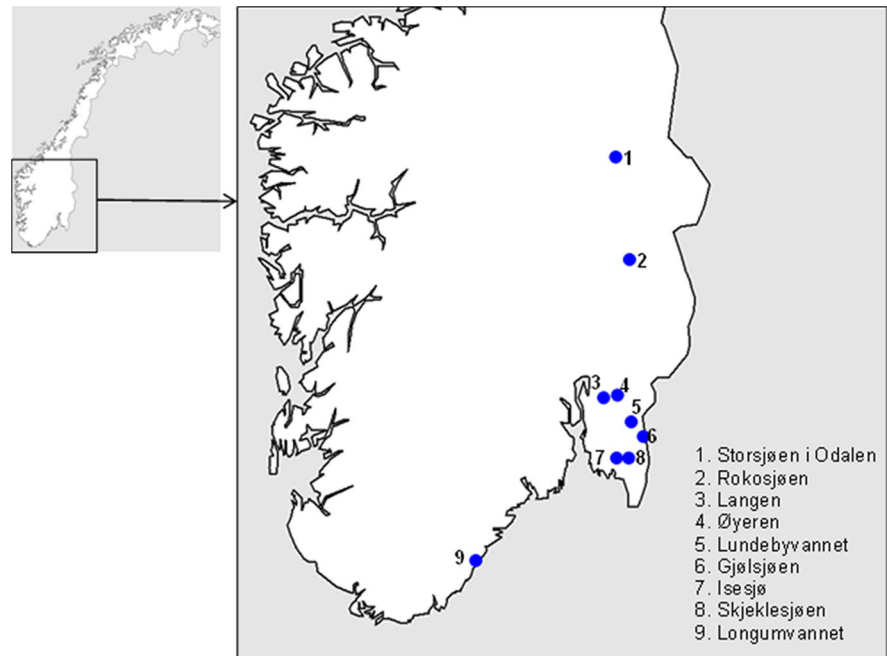 1
2
3
4
5
6
7
8
9
1. Storsjøen i Odalen
2. Rokosjøen
3. Langen
4. Øyeren
5. Lundebyvannet
6. Gjølsjøen
7. Isesjø
8. Skjeklesjøen
9. Longumvannet